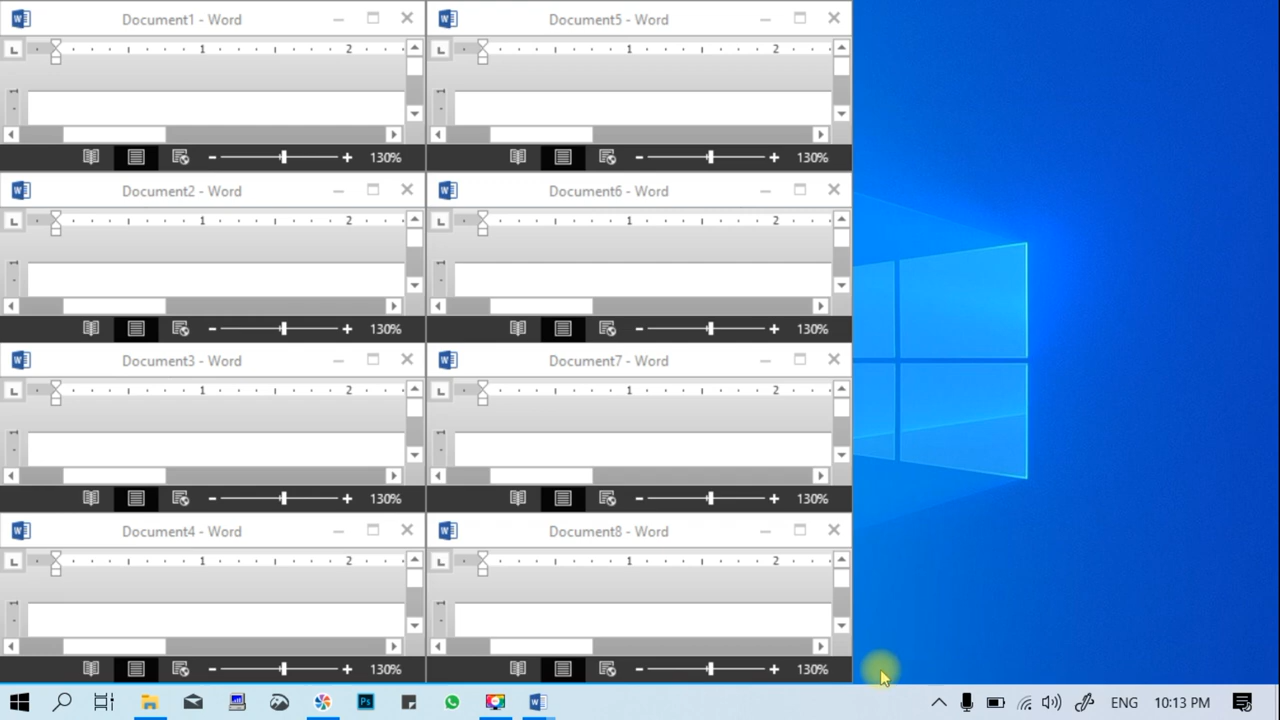 Document1 - Word
1 2
130%
Document2 - Word
1 2
130%
Document3 - Word
1 2
130%
Document4 - Word
1 2
130%
Document5 - Word
1 2
130%
Document6 - Word
1 2
130%
Document7 - Word
1 2
130%
Document8 - Word
1 2
130%
Ps
ENG 10:13 PM